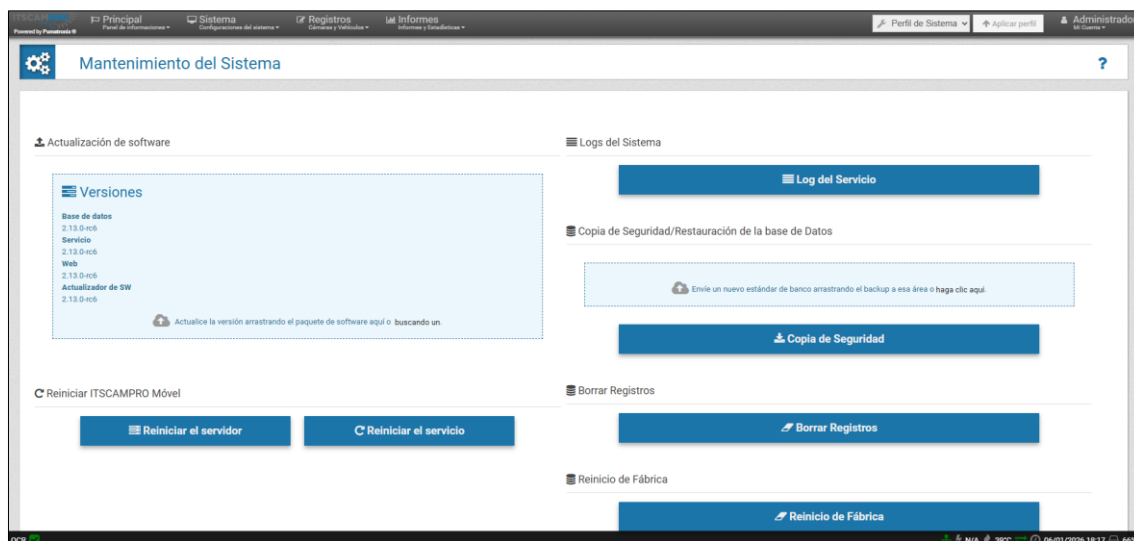 ITSCAMPRO
Powered by Pumatronix ®
Principal
Panel de informaciones
Sistema
Configuraciones del sistema
Registros
Cámaras y Vehículos
Informes
Informes y Estadísticas
Perfil de Sistema
Aplicar perfil
Administrador
Mi Cuenta
Mantenimiento del Sistema
?
Actualización de software
Versiones
Base de datos
2.13.0-rc6
Servicio
2.13.0-rc6
Web
2.13.0-rc6
Actualizador de SW
2.13.0-rc6
Actualice la versión arrastrando el paquete de software aquí o buscando un.
Reiniciar ITSCAMPRO Móvel
Reiniciar el servidor
Reiniciar el servicio
Logs del Sistema
Log del Servicio
Copia de Seguridad/Restauración de la base de Datos
Envíe un nuevo estándar de banco arrastrando el backup a esa área o haga clic aquí.
Copia de Seguridad
Borrar Registros
Borrar Registros
Reinicio de Fábrica
Reinicio de Fábrica
OCR
N/A 39°C 06/01/2026 18:17 66%